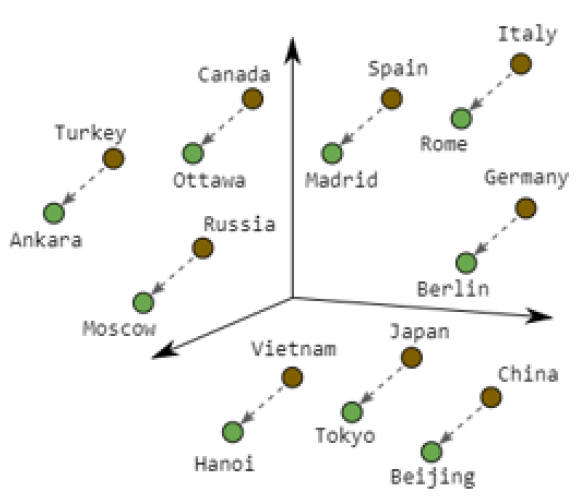 Italy
Spain
Canada
Turkey
Rome
Ottawa
Madrid
Germany
Ankara
Russia
Berlin
Moscow
Japan
Vietnam
China
Tokyo
Hanoi
Beijing